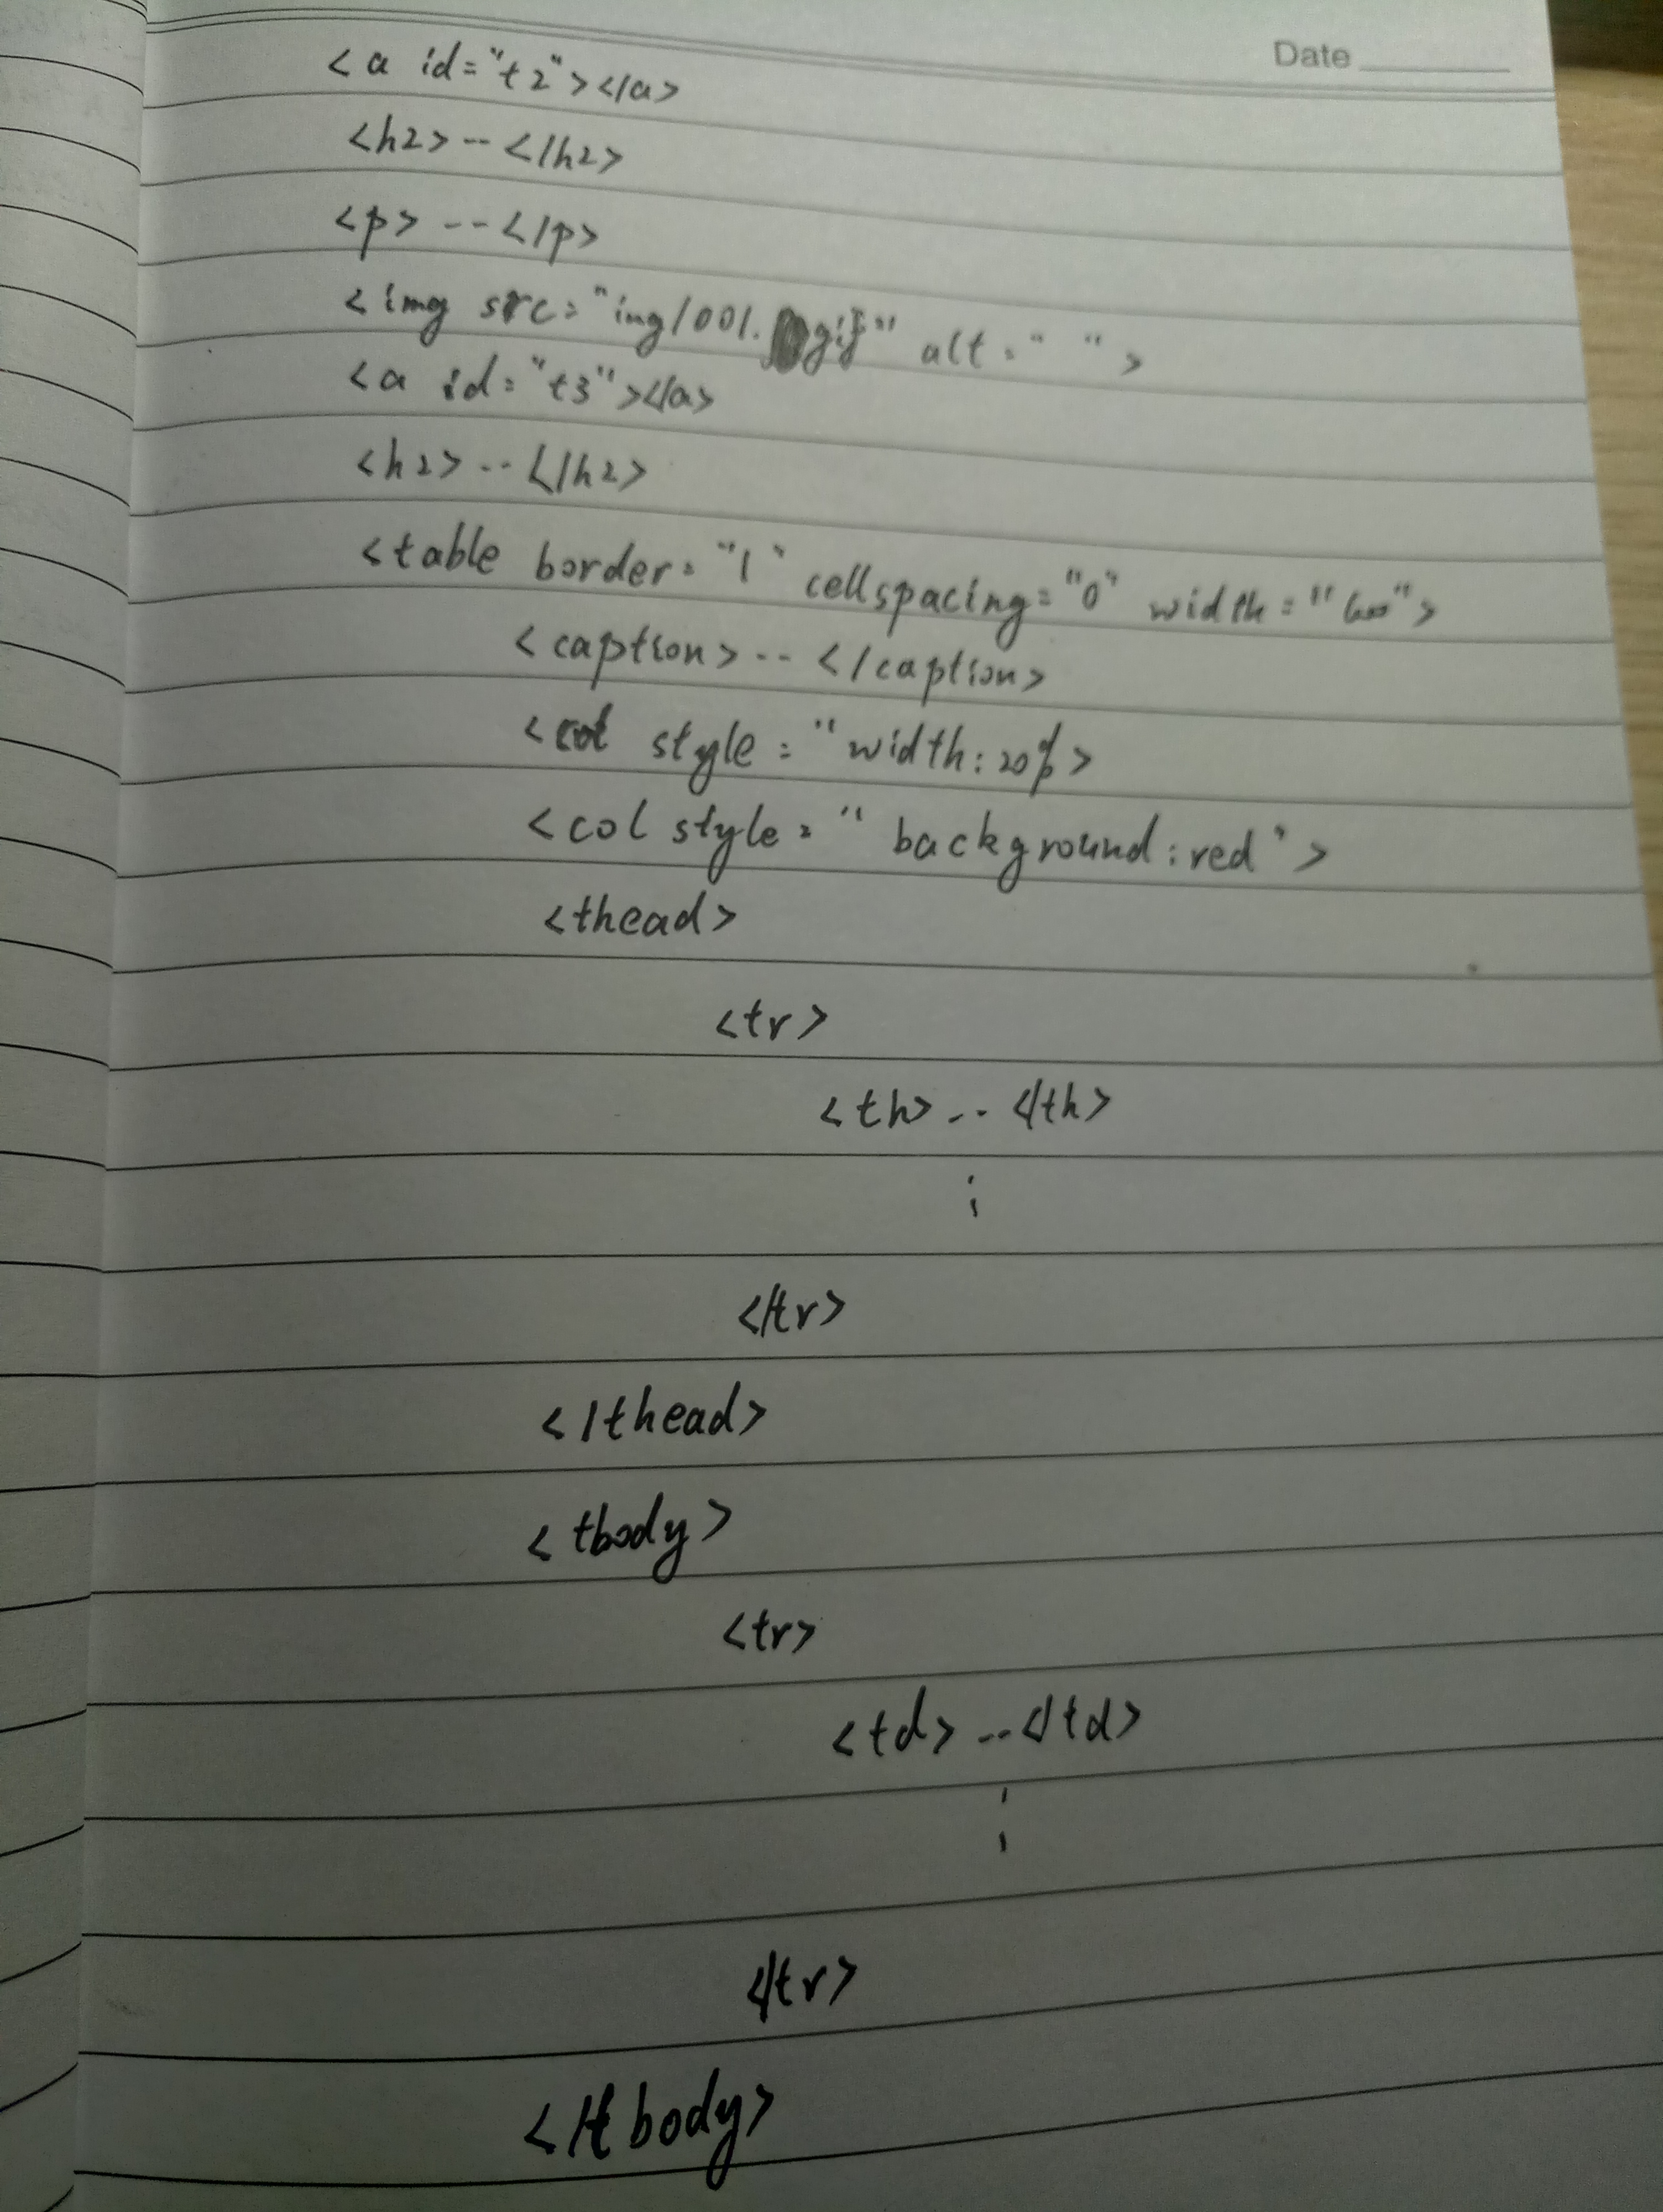 Date
<a id="t2"></a>
<h2>--</h2>
<p>--</p>
<img src="img/001.gif" alt=" ">
<a id="t3"></a>
<h2>--</h2>
<table border="1" cellspacing="0" width="600">
<caption>--</caption>
<col style="width:20%>
<col style="background:red">
<thead>
<tr>
<th>--</th>
</tr>
</thead>
<tbody>
<tr>
<td>--</td>
</tr>
</tbody>